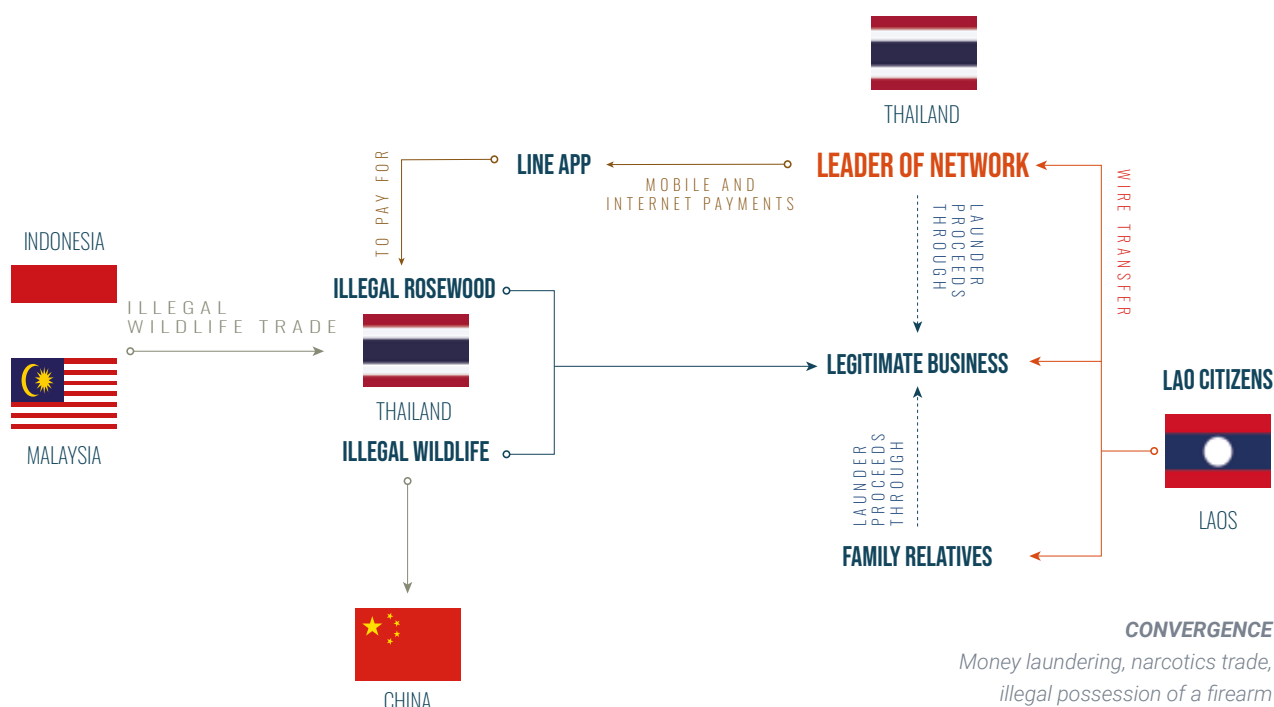 THAILAND
LEADER OF NETWORK
LINE APP
MOBILE AND
INTERNET PAYMENTS
TO PAY FOR
WIRE TRANSFER
LAUNDER
PROCEEDS
THROUGH
INDONESIA
ILLEGAL
WILDLIFE TRADE
MALAYSIA
ILLEGAL ROSEWOOD
THAILAND
ILLEGAL WILDLIFE
LEGITIMATE BUSINESS
LAO CITIZENS
LAOS
LAUNDER
PROCEEDS
THROUGH
FAMILY RELATIVES
CHINA
CONVERGENCE
Money laundering, narcotics trade,
illegal possession of a firearm